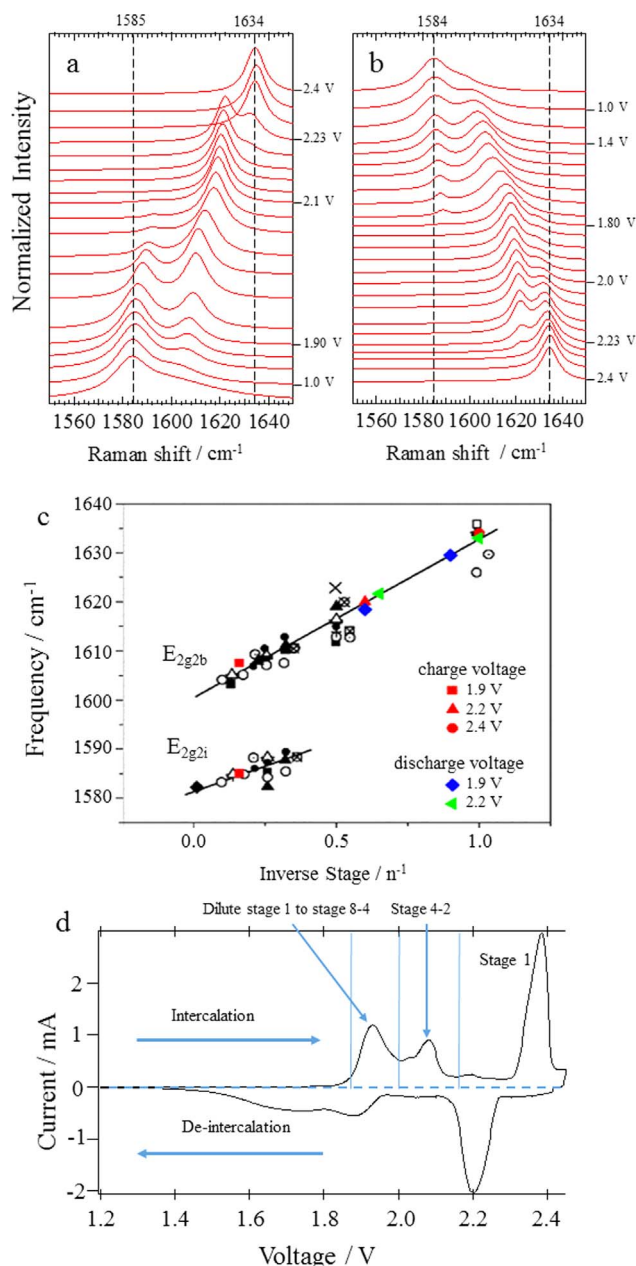 1585
1634
a
2.4 V
2.23 V
2.1 V
1.90 V
1.0 V
1560 1580 1600 1620 1640
Raman shift / cm-1
Normalized Intensity
1584
1634
b
1.0 V
1.4 V
1.80 V
2.0 V
2.23 V
2.4 V
1560 1580 1600 1620 1640
Raman shift / cm-1
c
1640
1630
1620
1610
1600
1590
1580
Frequency / cm-1
E2g2b
E2g2i
charge voltage
1.9 V
2.2 V
2.4 V
discharge voltage
1.9 V
2.2 V
0.0 0.5 1.0
Inverse Stage / n-1
d
Dilute stage 1 to stage 8-4
Stage 4-2
Stage 1
Intercalation
De-intercalation
2
1
0
-1
-2
Current / mA
1.2 1.4 1.6 1.8 2.0 2.2 2.4
Voltage / V